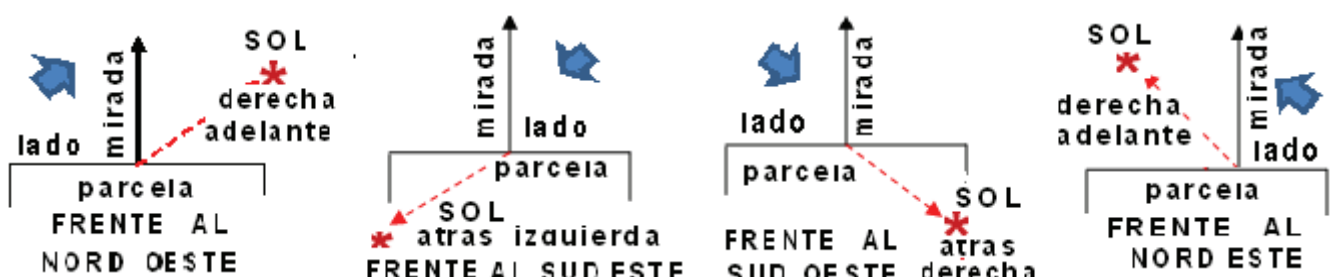 SOL
mirada
derecha
adelante
lado
parcela
FRENTE AL
NORD OESTE
mirada
lado
parcela
SOL
atras izquierda
FRENTE AL SUD ESTE
lado
mirada
parcela
SOL
FRENTE AL
atras
SUD OESTE derecha
SOL
mirada
derecha
adelante
lado
parcela
FRENTE AL
NORD ESTE